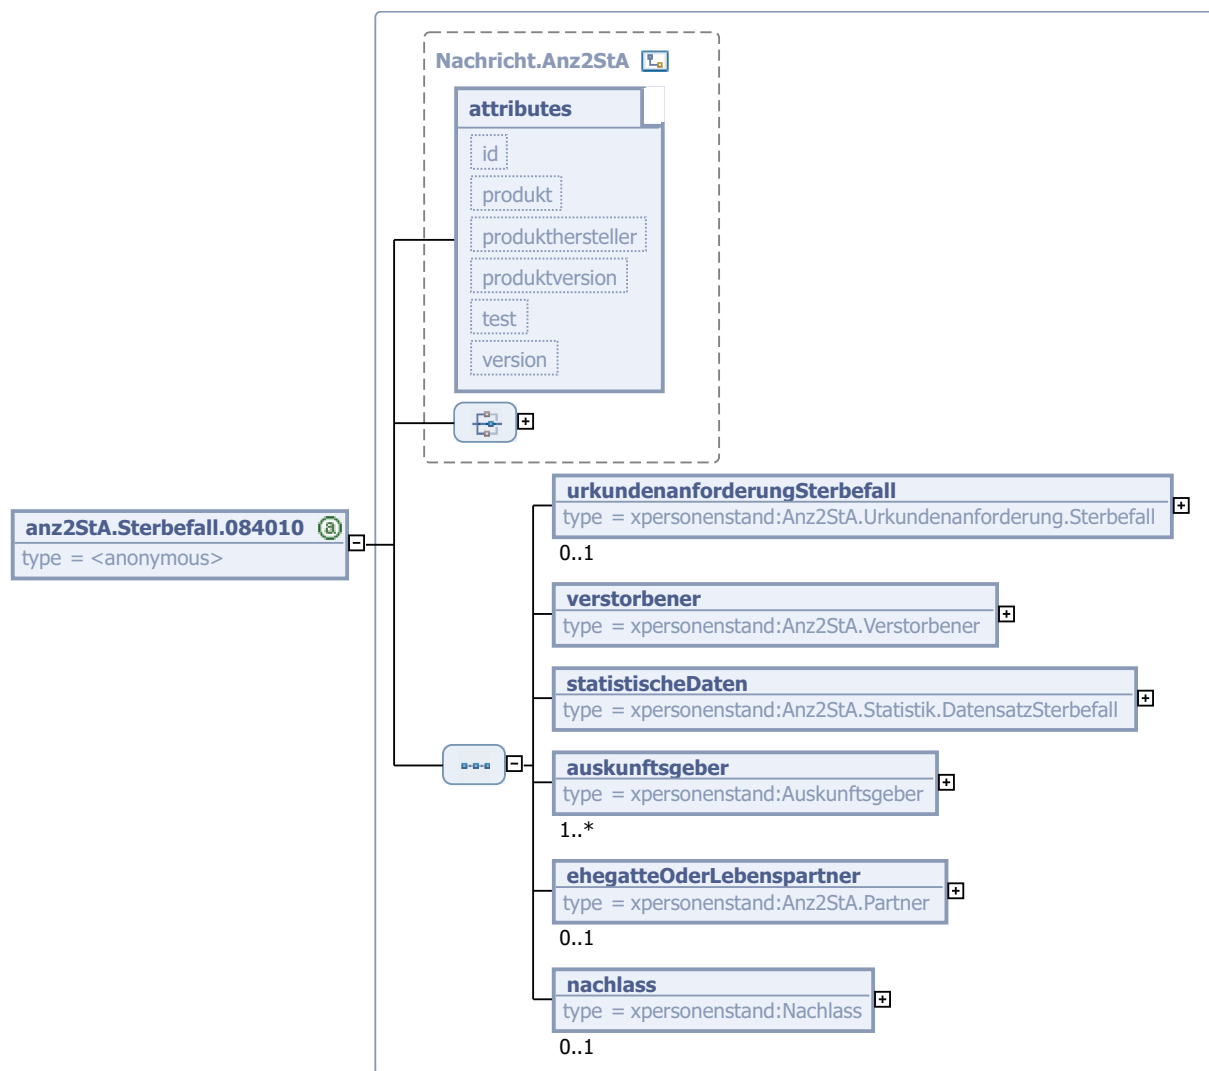 Nachricht.Anz2StA
attributes
id
produkt
produkthersteller
produktversion
test
version
anz2StA.Sterbefall.084010 a
type = <anonymous>
urkundenanforderungSterbefall
type = xpersonenstand:Anz2StA.Urkundenanforderung.Sterbefall
0..1
verstorbener
type = xpersonenstand:Anz2StA.Verstorbener
statistischeDaten
type = xpersonenstand:Anz2StA.Statistik.DatensatzSterbefall
auskunftsgeber
type = xpersonenstand:Auskunftsgeber
1..*
ehegatteOderLebenspartner
type = xpersonenstand:Anz2StA.Partner
0..1
nachlass
type = xpersonenstand:Nachlass
0..1